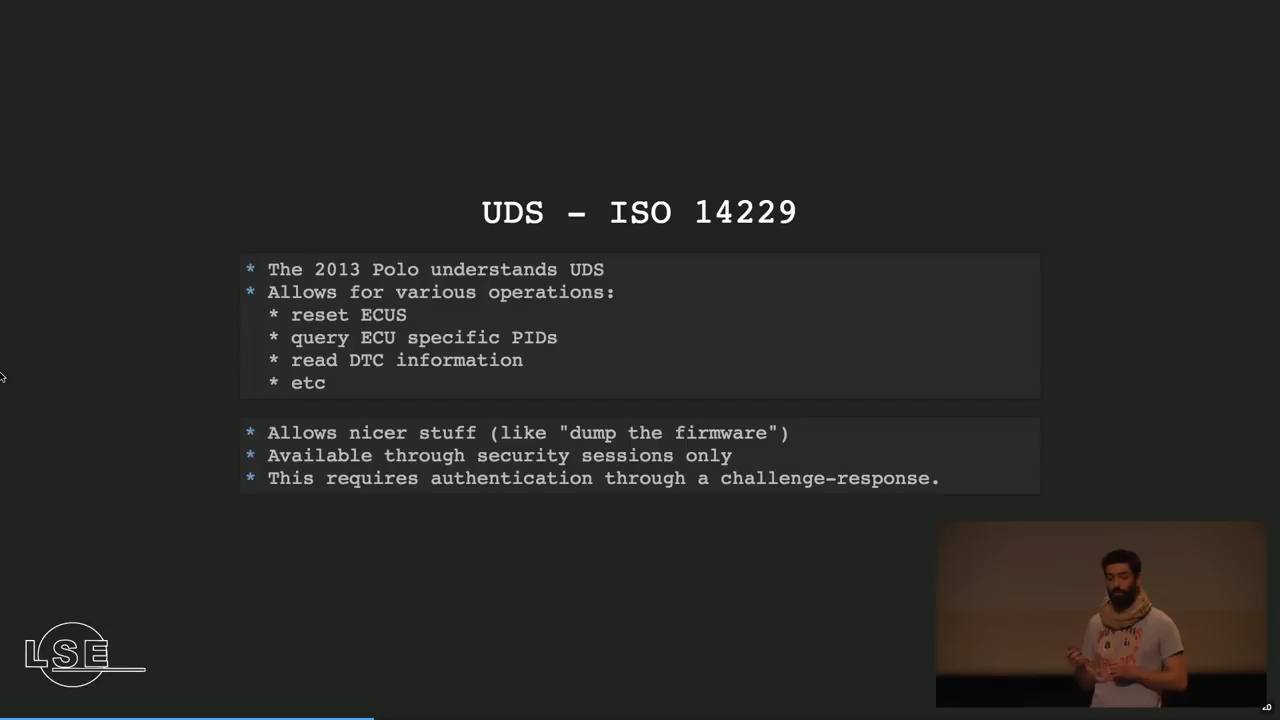 UDS - ISO 14229
* The 2013 Polo understands UDS
* Allows for various operations:
* reset ECUS
* query ECU specific PIDs
* read DTC information
* etc
* Allows nicer stuff (like "dump the firmware")
* Available through security sessions only
* This requires authentication through a challenge-response.
LSE